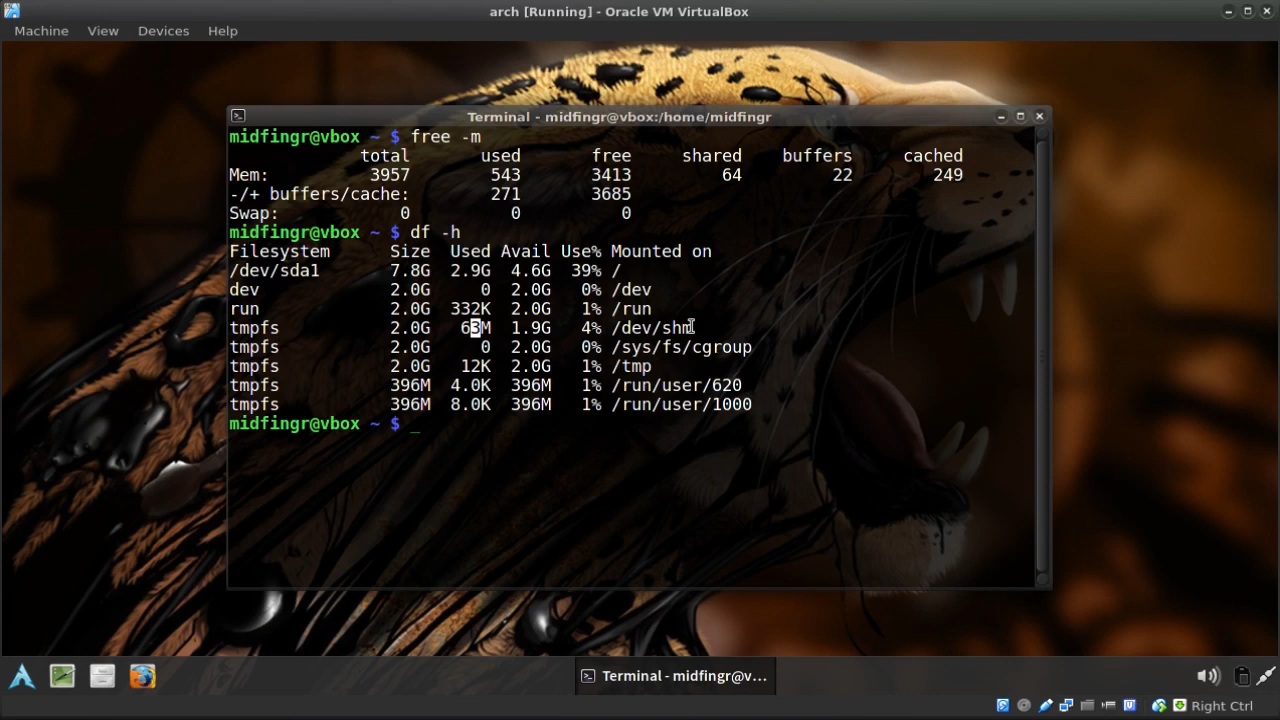 arch [Running] - Oracle VM VirtualBox
Machine View Devices Help
Terminal - midfingr@vbox:/home/midfingr
midfingr@vbox ~ $ free -m
total used free shared buffers cached
Mem: 3957 543 3413 64 22 249
-/+ buffers/cache: 271 3685
Swap: 0 0 0
midfingr@vbox ~ $ df -h
Filesystem Size Used Avail Use% Mounted on
/dev/sda1 7.8G 2.9G 4.6G 39% /
dev 2.0G 0 2.0G 0% /dev
run 2.0G 332K 2.0G 1% /run
tmpfs 2.0G 63M 1.9G 4% /dev/shm
tmpfs 2.0G 0 2.0G 0% /sys/fs/cgroup
tmpfs 2.0G 12K 2.0G 1% /tmp
tmpfs 396M 4.0K 396M 1% /run/user/620
tmpfs 396M 8.0K 396M 1% /run/user/1000
midfingr@vbox ~ $ _
Terminal - midfingr@v...
Right Ctrl